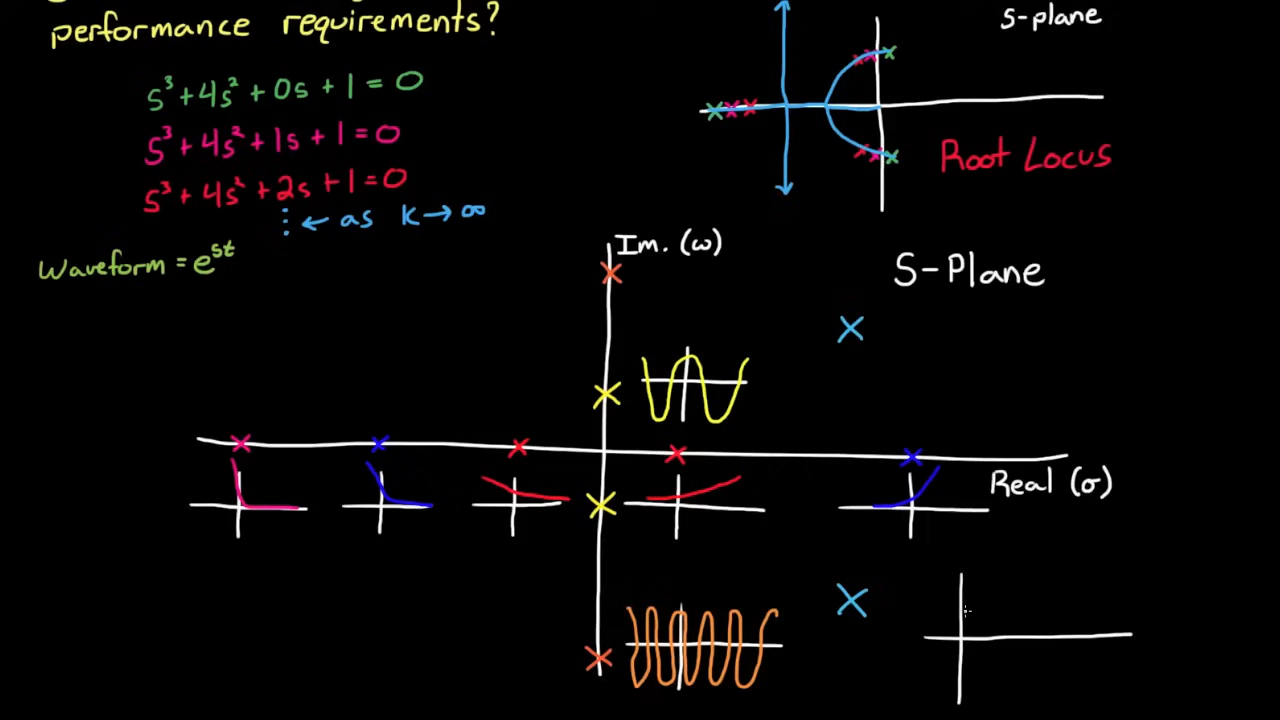 performance requirements?
s³+4s²+0s+1=0
s³+4s²+1s+1=0
s³+4s²+2s+1=0
⋮ ← as k→∞
Waveform = e^st
s-plane
Root Locus
Im. (ω)
S-Plane
Real (σ)